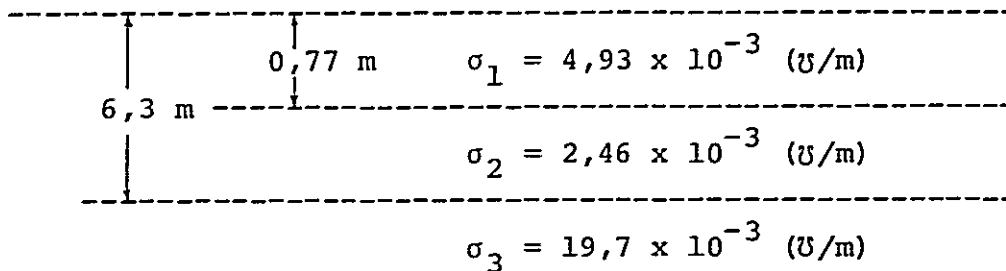 0,77 m σ₁ = 4,93 x 10⁻³ (℧/m)
6,3 m
σ₂ = 2,46 x 10⁻³ (℧/m)
σ₃ = 19,7 x 10⁻³ (℧/m)